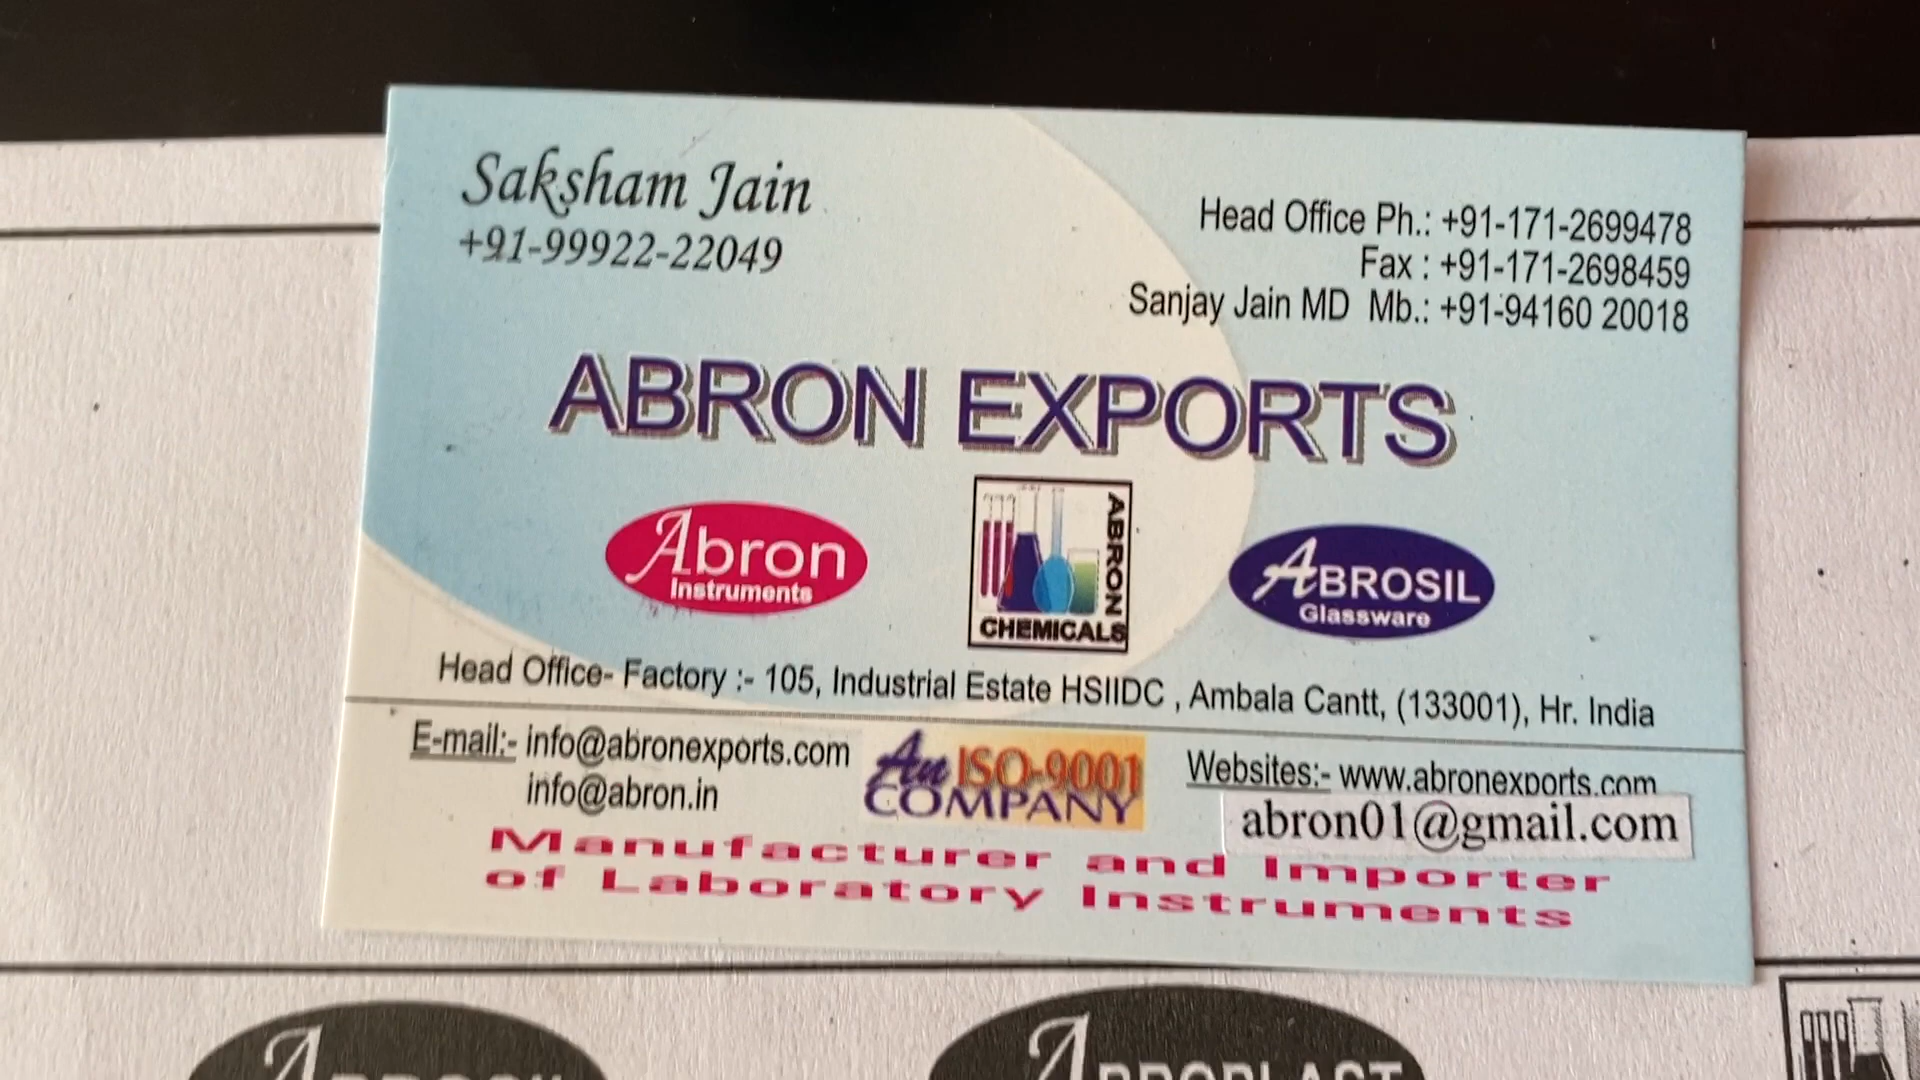 Saksham Jain
+91-99922-22049
Head Office Ph.: +91-171-2699478
Fax : +91-171-2698459
Sanjay Jain MD Mb.: +91-94160 20018
ABRON EXPORTS
Abron
Instruments
ABRON
CHEMICALS
ABROSIL
Glassware
Head Office- Factory :- 105, Industrial Estate HSIIDC , Ambala Cantt, (133001), Hr. India
E-mail:- info@abronexports.com
info@abron.in
An ISO-9001
COMPANY
Websites:- www.abronexports.com
abron01@gmail.com
Manufacturer and Importer
of Laboratory Instruments